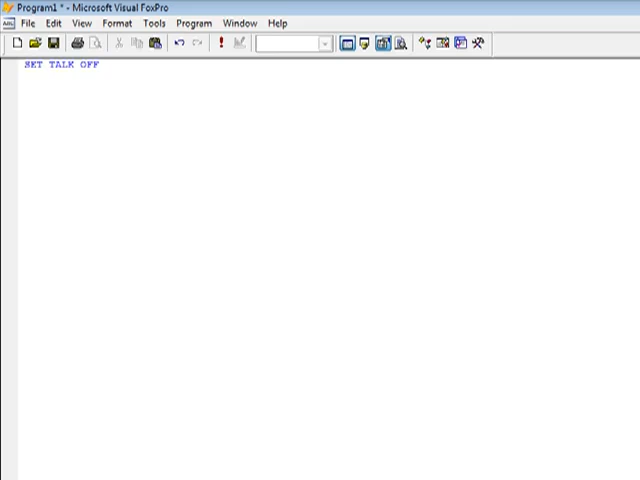 Program1 * - Microsoft Visual FoxPro
File Edit View Format Tools Program Window Help
SET TALK OFF